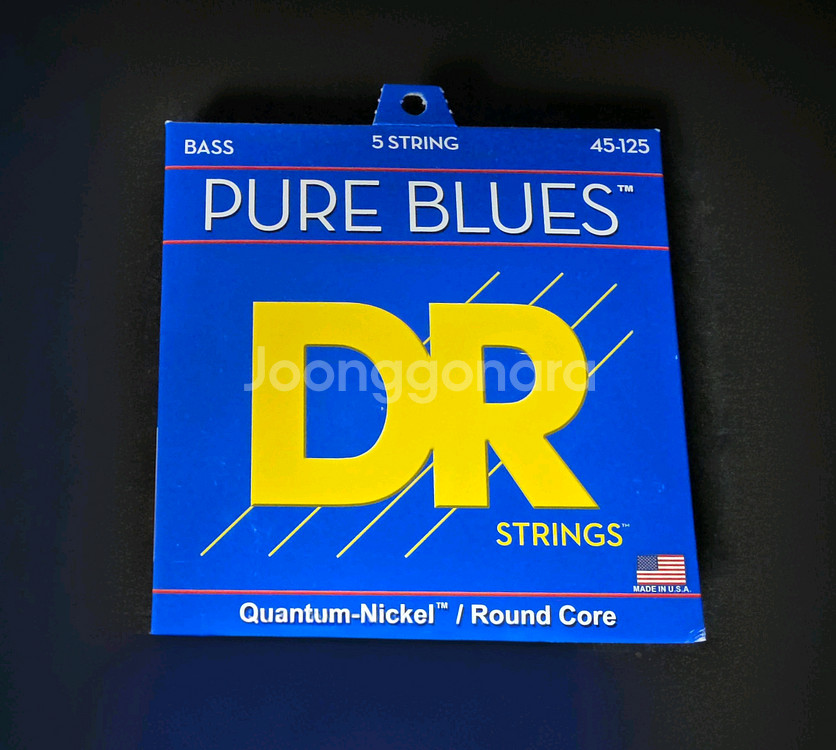 BASS 5 STRING 45-125
PURE BLUES™
DR
Joonggonara
STRINGS™
MADE IN U.S.A.
Quantum-Nickel™ / Round Core